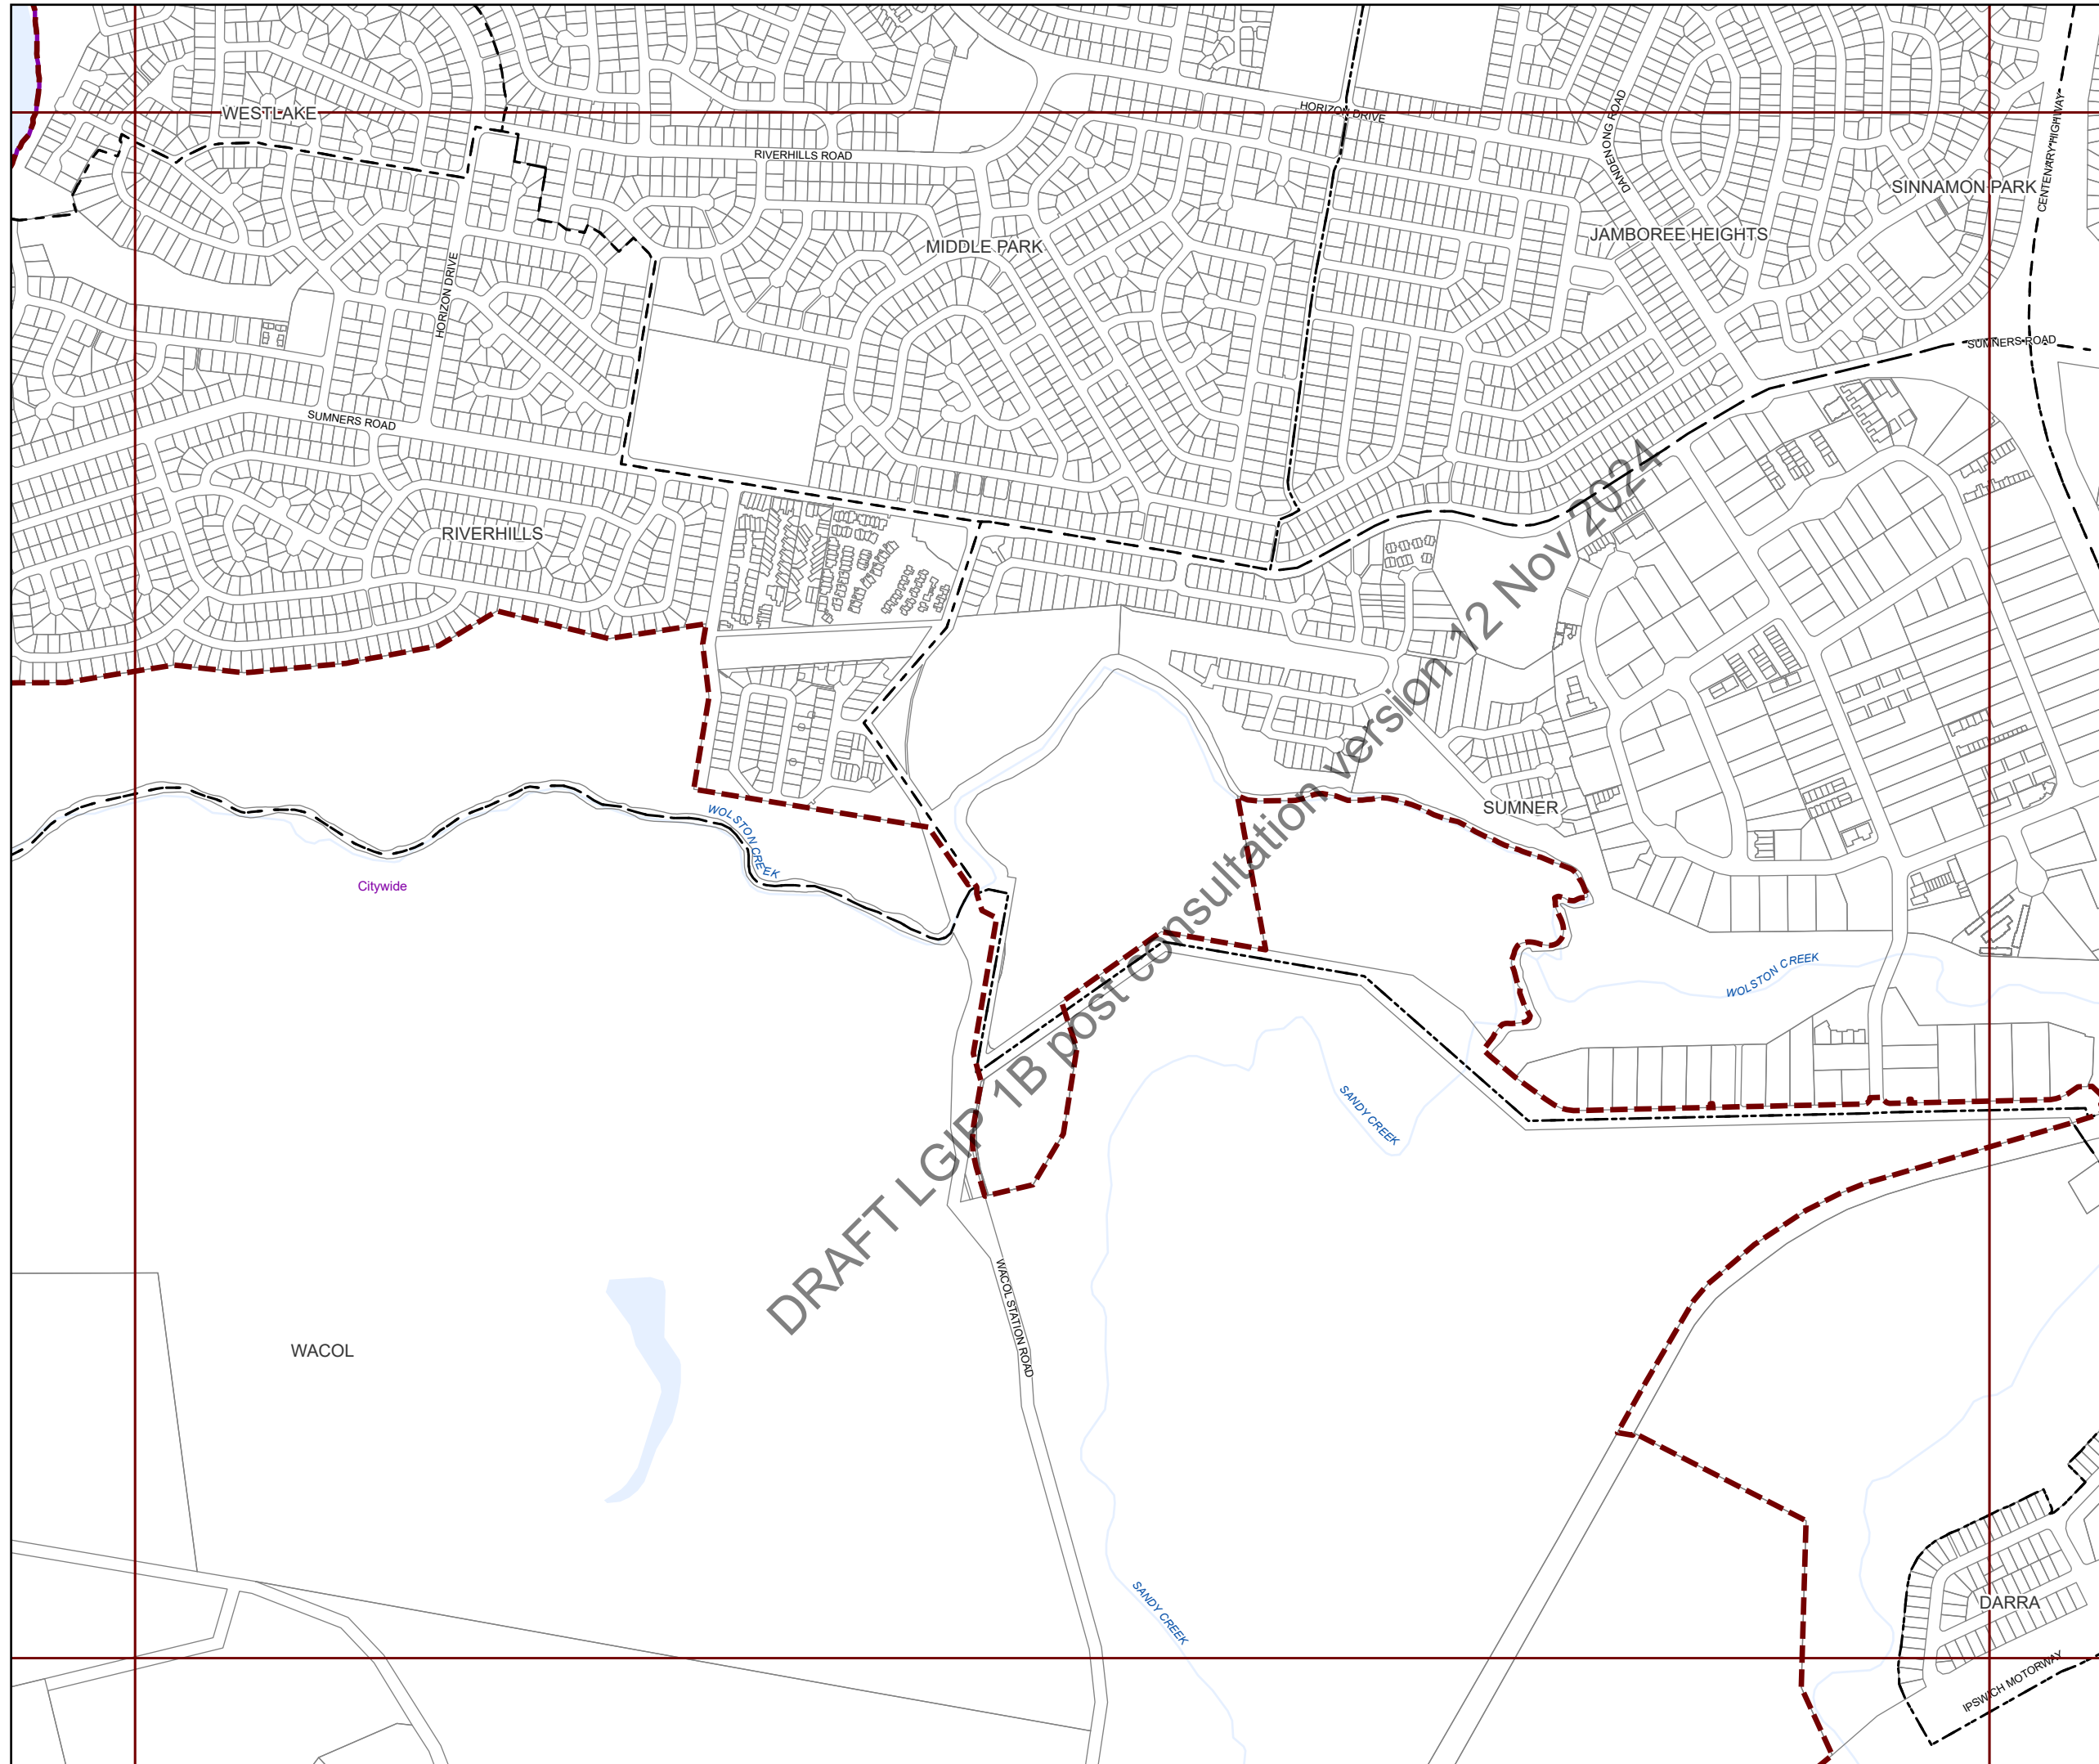 WESTLAKE
HORIZON DRIVE
DANDENONG ROAD
CENTENARY HIGHWAY
RIVERHILLS ROAD
SINNAMON PARK
JAMBOREE HEIGHTS
MIDDLE PARK
HORIZON DRIVE
SUMNERS ROAD
SUMNERS ROAD
RIVERHILLS
DRAFT LGIP 1B post consultation version 12 Nov 2024
SUMNER
WOLSTON CREEK
Citywide
WOLSTON CREEK
SANDY CREEK
WACOL STATION ROAD
WACOL
SANDY CREEK
DARRA
IPSWICH MOTORWAY